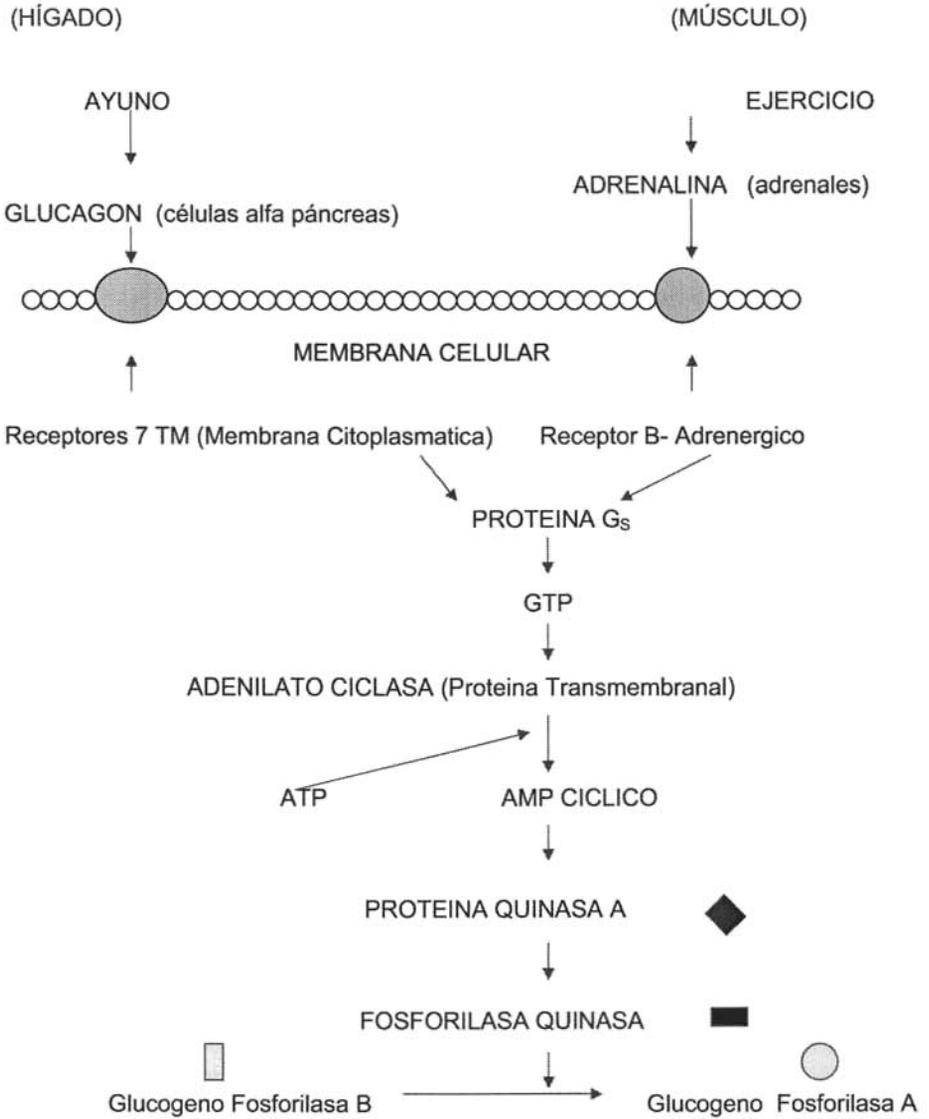 (HÍGADO)
(MÚSCULO)
AYUNO
EJERCICIO
ADRENALINA (adrenales)
GLUCAGON (células alfa páncreas)
MEMBRANA CELULAR
Receptores 7 TM (Membrana Citoplasmatica)
Receptor B- Adrenergico
PROTEINA GS
GTP
ADENILATO CICLASA (Proteina Transmembranal)
ATP
AMP CICLICO
PROTEINA QUINASA A
FOSFORILASA QUINASA
Glucogeno Fosforilasa B
Glucogeno Fosforilasa A